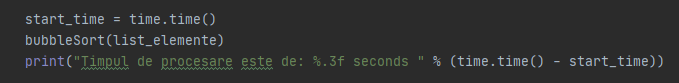 start_time = time.time()
bubbleSort(list_elemente)
print("Timpul de procesare este de: %.3f seconds " % (time.time() - start_time))